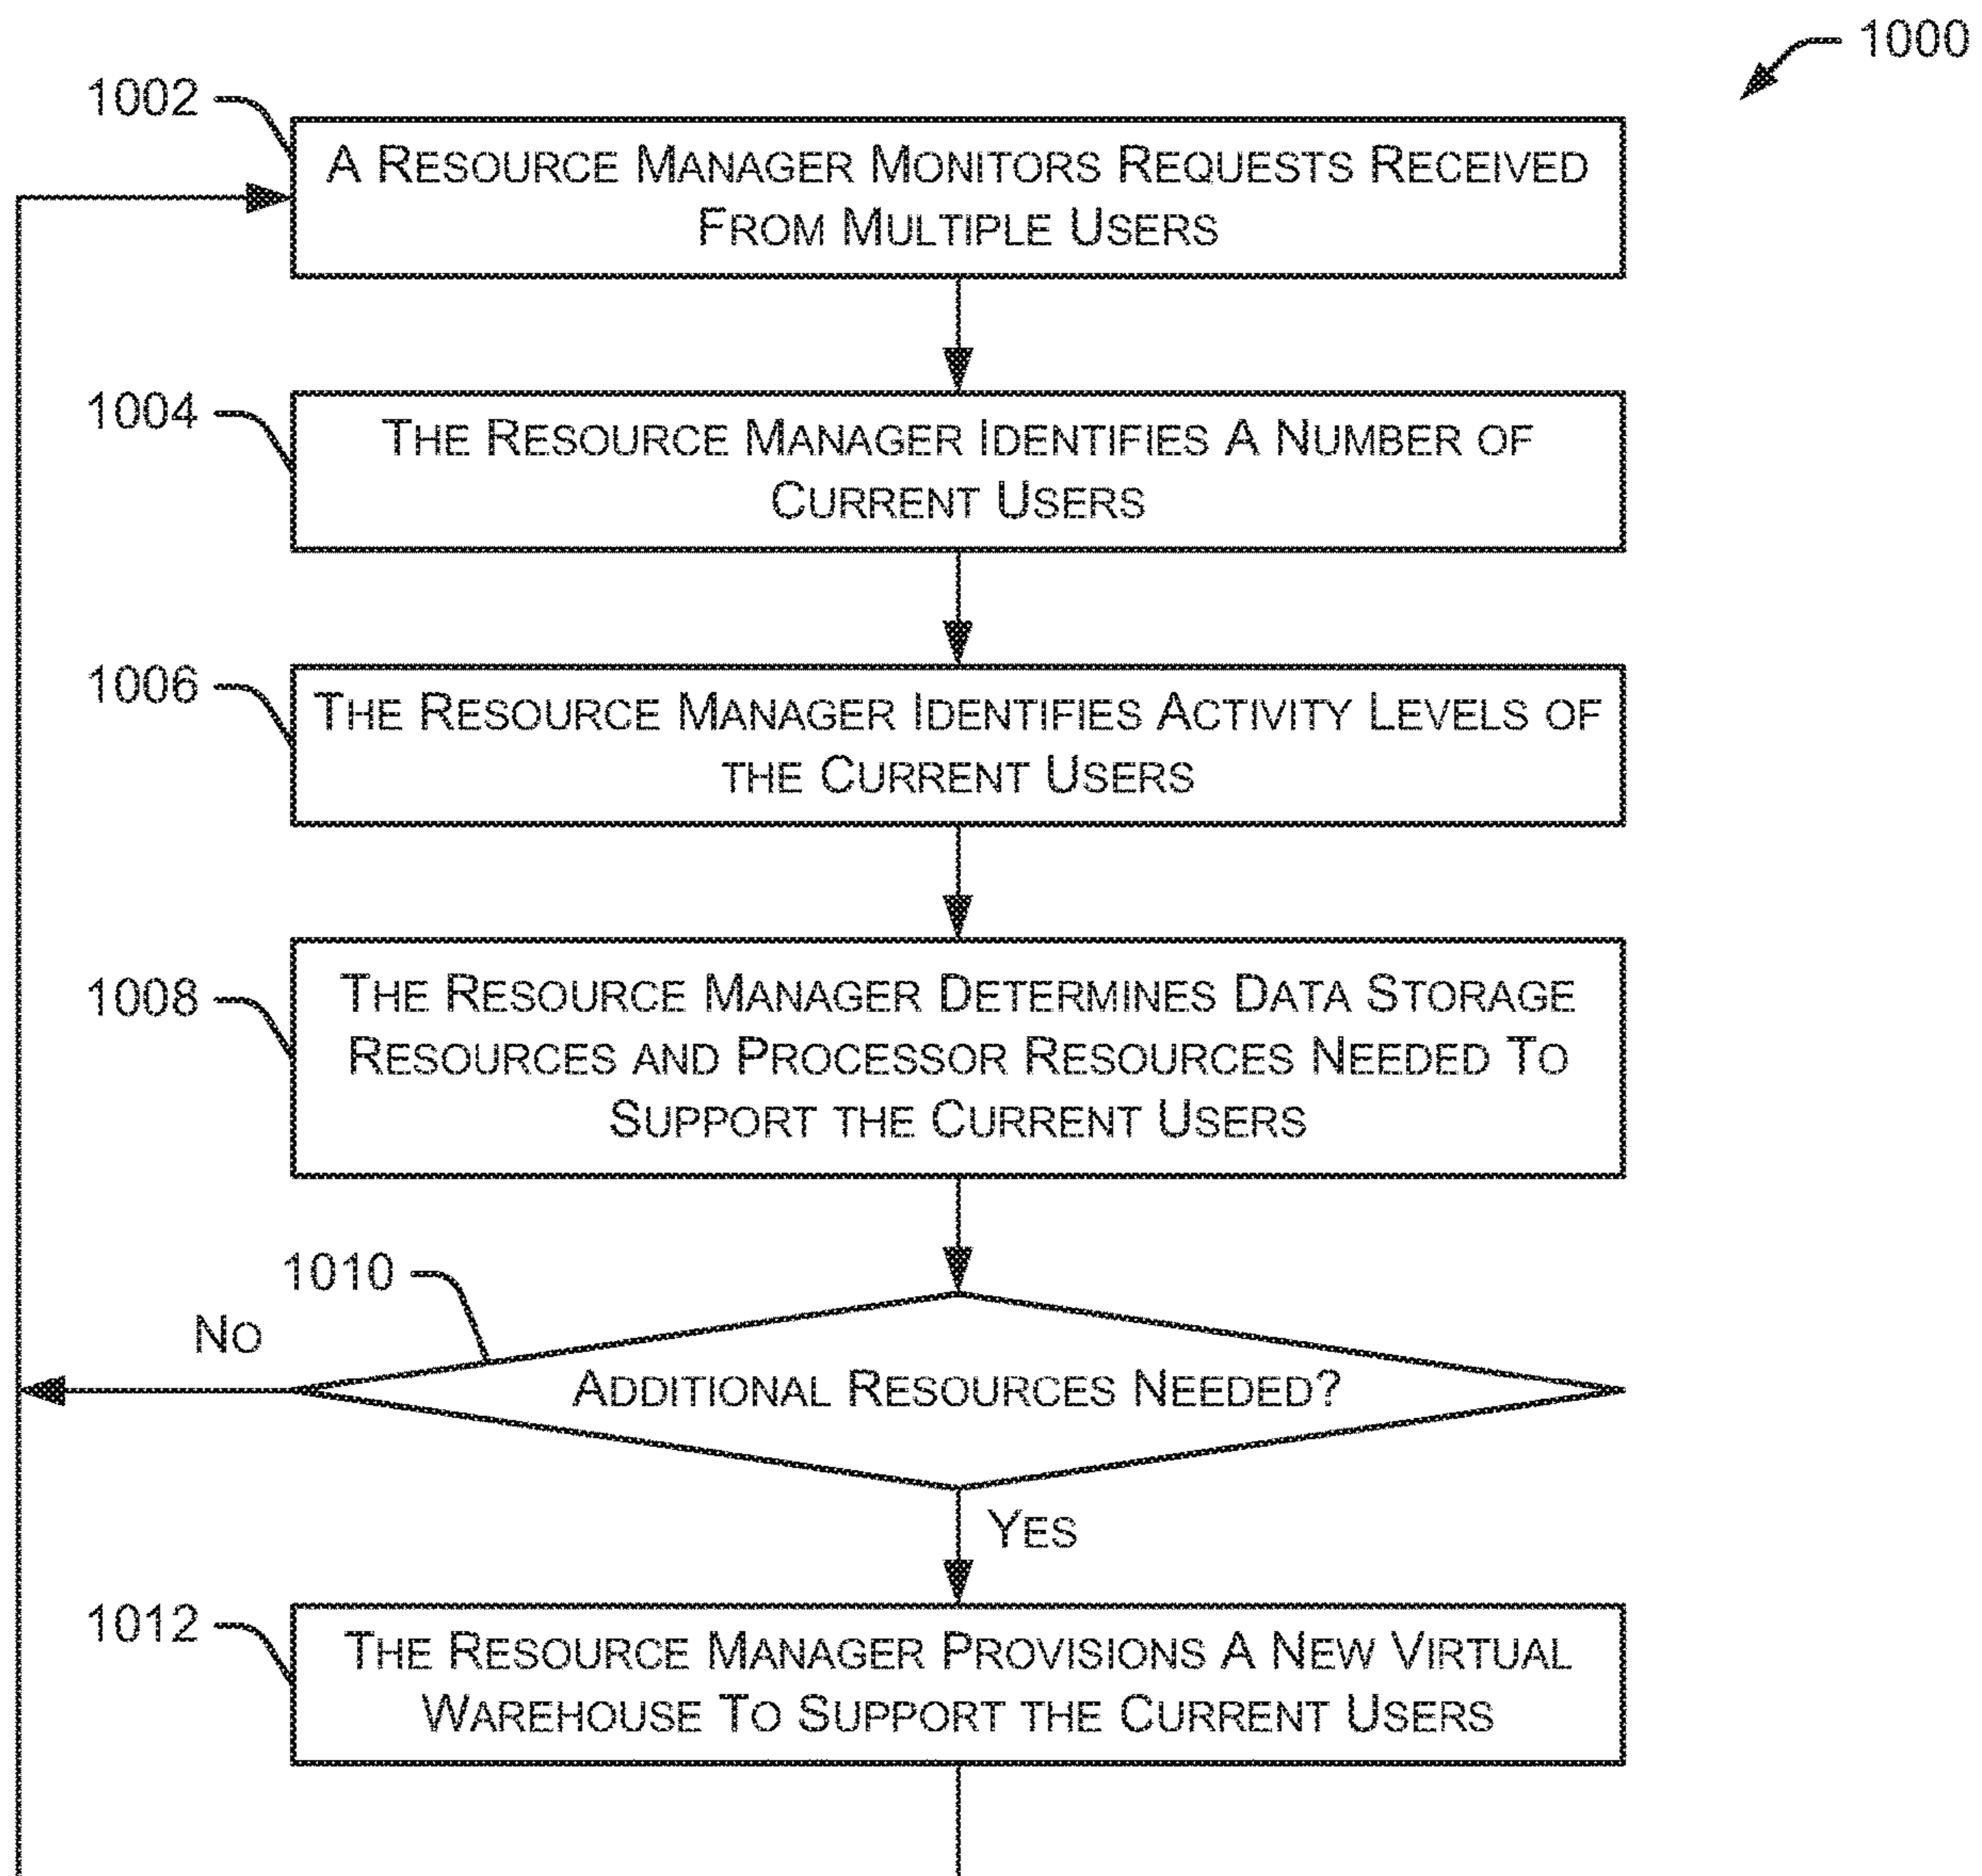 1000
1002
A RESOURCE MANAGER MONITORS REQUESTS RECEIVED
FROM MULTIPLE USERS
1004
THE RESOURCE MANAGER IDENTIFIES A NUMBER OF
CURRENT USERS
1006
THE RESOURCE MANAGER IDENTIFIES ACTIVITY LEVELS OF
THE CURRENT USERS
1008
THE RESOURCE MANAGER DETERMINES DATA STORAGE
RESOURCES AND PROCESSOR RESOURCES NEEDED TO
SUPPORT THE CURRENT USERS
1010
NO
ADDITIONAL RESOURCES NEEDED?
YES
1012
THE RESOURCE MANAGER PROVISIONS A NEW VIRTUAL
WAREHOUSE TO SUPPORT THE CURRENT USERS